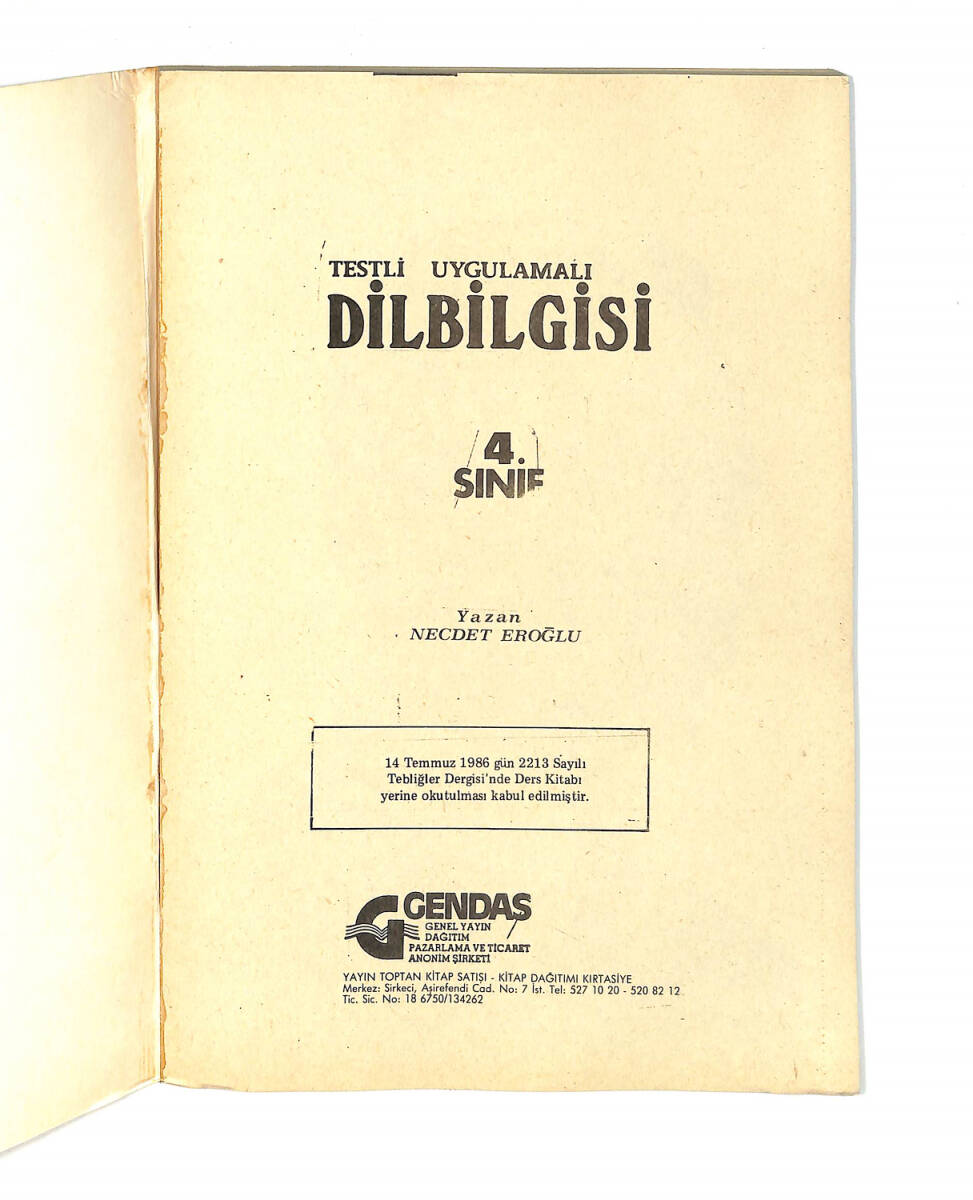 TESTLİ UYGULAMALI
DİLBİLGİSİ
4.
SINIF
Yazan
NECDET EROĞLU
14 Temmuz 1986 gün 2213 Sayılı
Tebliğler Dergisi'nde Ders Kitabı
yerine okutulması kabul edilmiştir.
GENDAŞ
GENEL YAYIN
DAĞITIM
PAZARLAMA VE TİCARET
ANONİM ŞİRKETİ
YAYIN TOPTAN KİTAP SATIŞI - KİTAP DAĞITIMI KIRTASİYE
Merkez: Sirkeci, Aşirefendi Cad. No: 7 İst. Tel: 527 10 20 - 520 82 12
Tic. Sic. No: 18 6750/134262